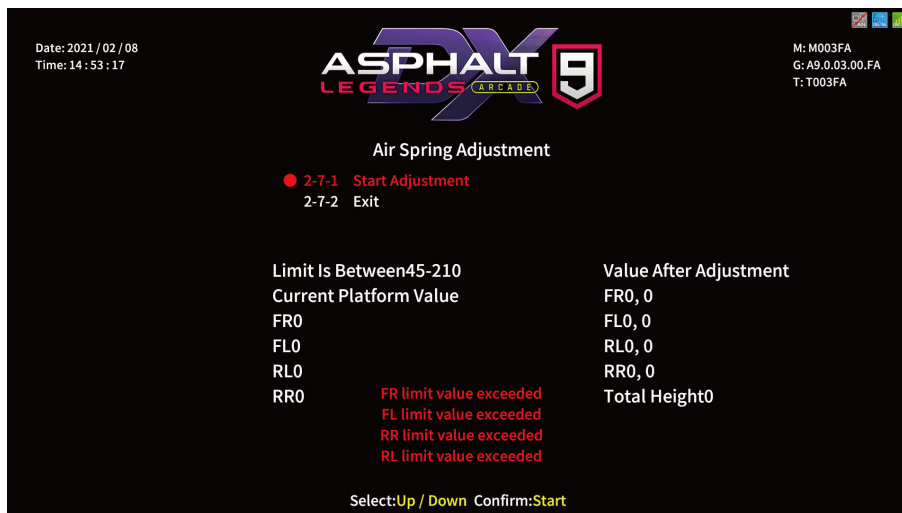 Date: 2021 / 02 / 08
Time: 14 : 53 : 17
M: M003FA
G: A9.0.03.00.FA
T: T003FA
DX
ASPHALT 9
LEGENDS ARCADE
Air Spring Adjustment
2-7-1 Start Adjustment
2-7-2 Exit
Limit Is Between45-210
Current Platform Value
FR0
FL0
RL0
RR0
FR limit value exceeded
FL limit value exceeded
RR limit value exceeded
RL limit value exceeded
Value After Adjustment
FR0, 0
FL0, 0
RL0, 0
RR0, 0
Total Height0
Select:Up / Down Confirm:Start